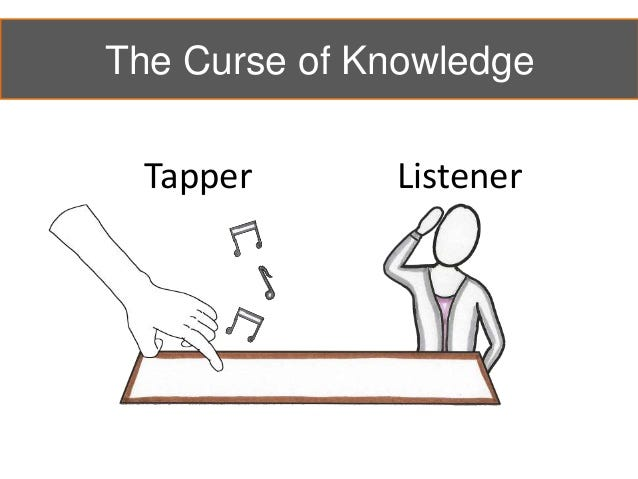 The Curse of Knowledge
Tapper Listener